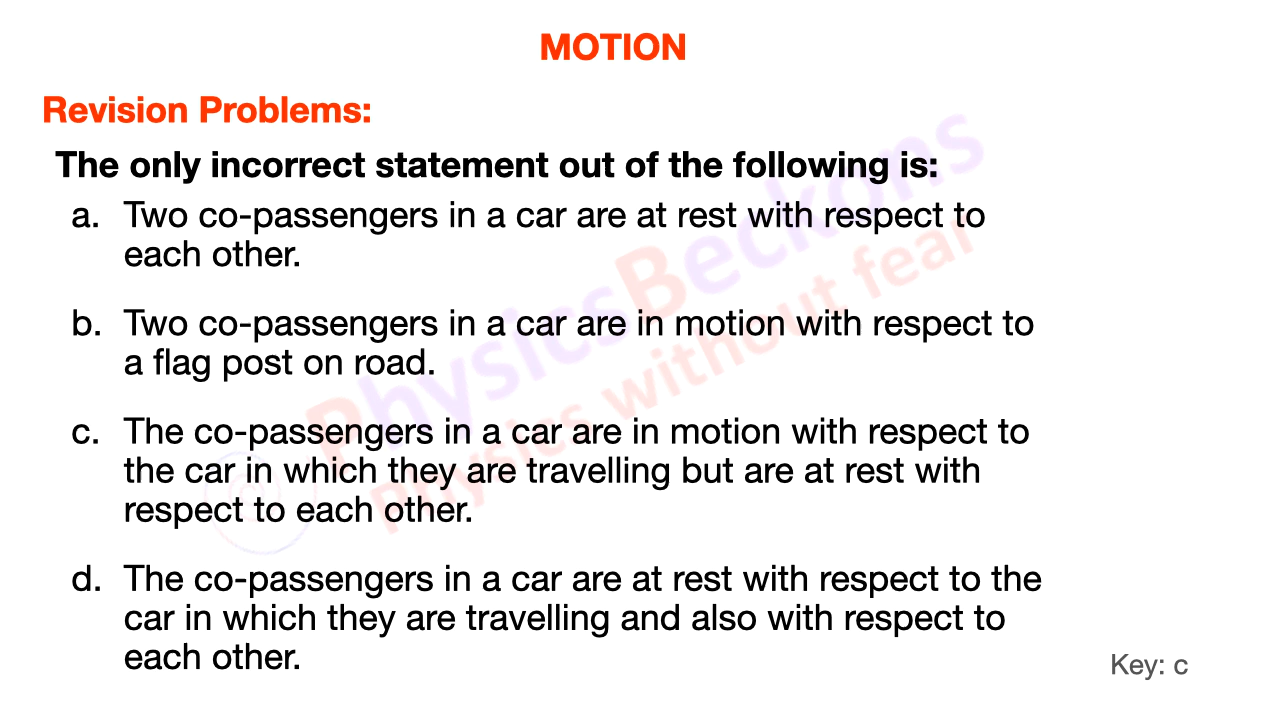 MOTION
Revision Problems:
The only incorrect statement out of the following is:
a. Two co-passengers in a car are at rest with respect to
each other.
b. Two co-passengers in a car are in motion with respect to
a flag post on road.
c. The co-passengers in a car are in motion with respect to
the car in which they are travelling but are at rest with
respect to each other.
d. The co-passengers in a car are at rest with respect to the
car in which they are travelling and also with respect to
each other.
Key: c
PhysicsBeckons
Physics without fear